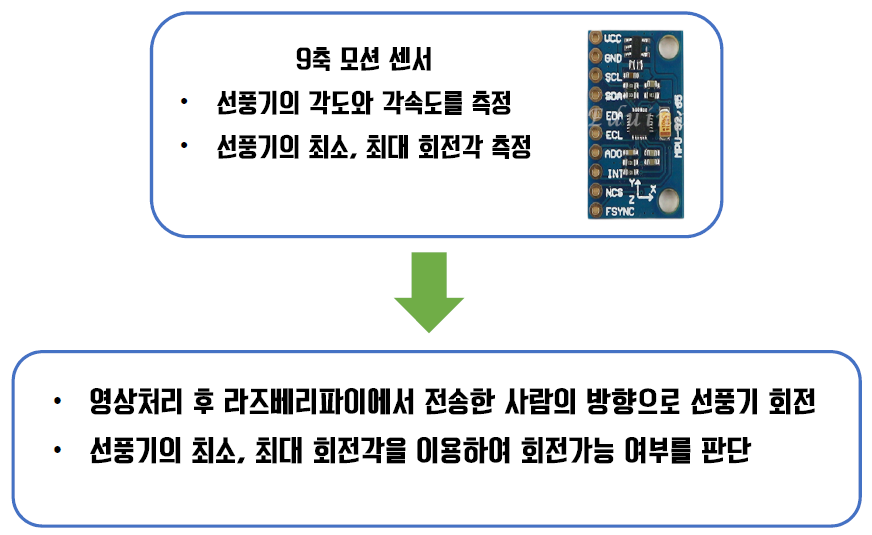 9축 모션 센서
• 선풍기의 각도와 각속도를 측정
• 선풍기의 최소, 최대 회전각 측정
VCC
GND
SCL
SDA
EDA
ECL
ADO
INT
NCS
FSYNC
MPU-92/65
Y
X
Z
• 영상처리 후 라즈베리파이에서 전송한 사람의 방향으로 선풍기 회전
• 선풍기의 최소, 최대 회전각을 이용하여 회전가능 여부를 판단